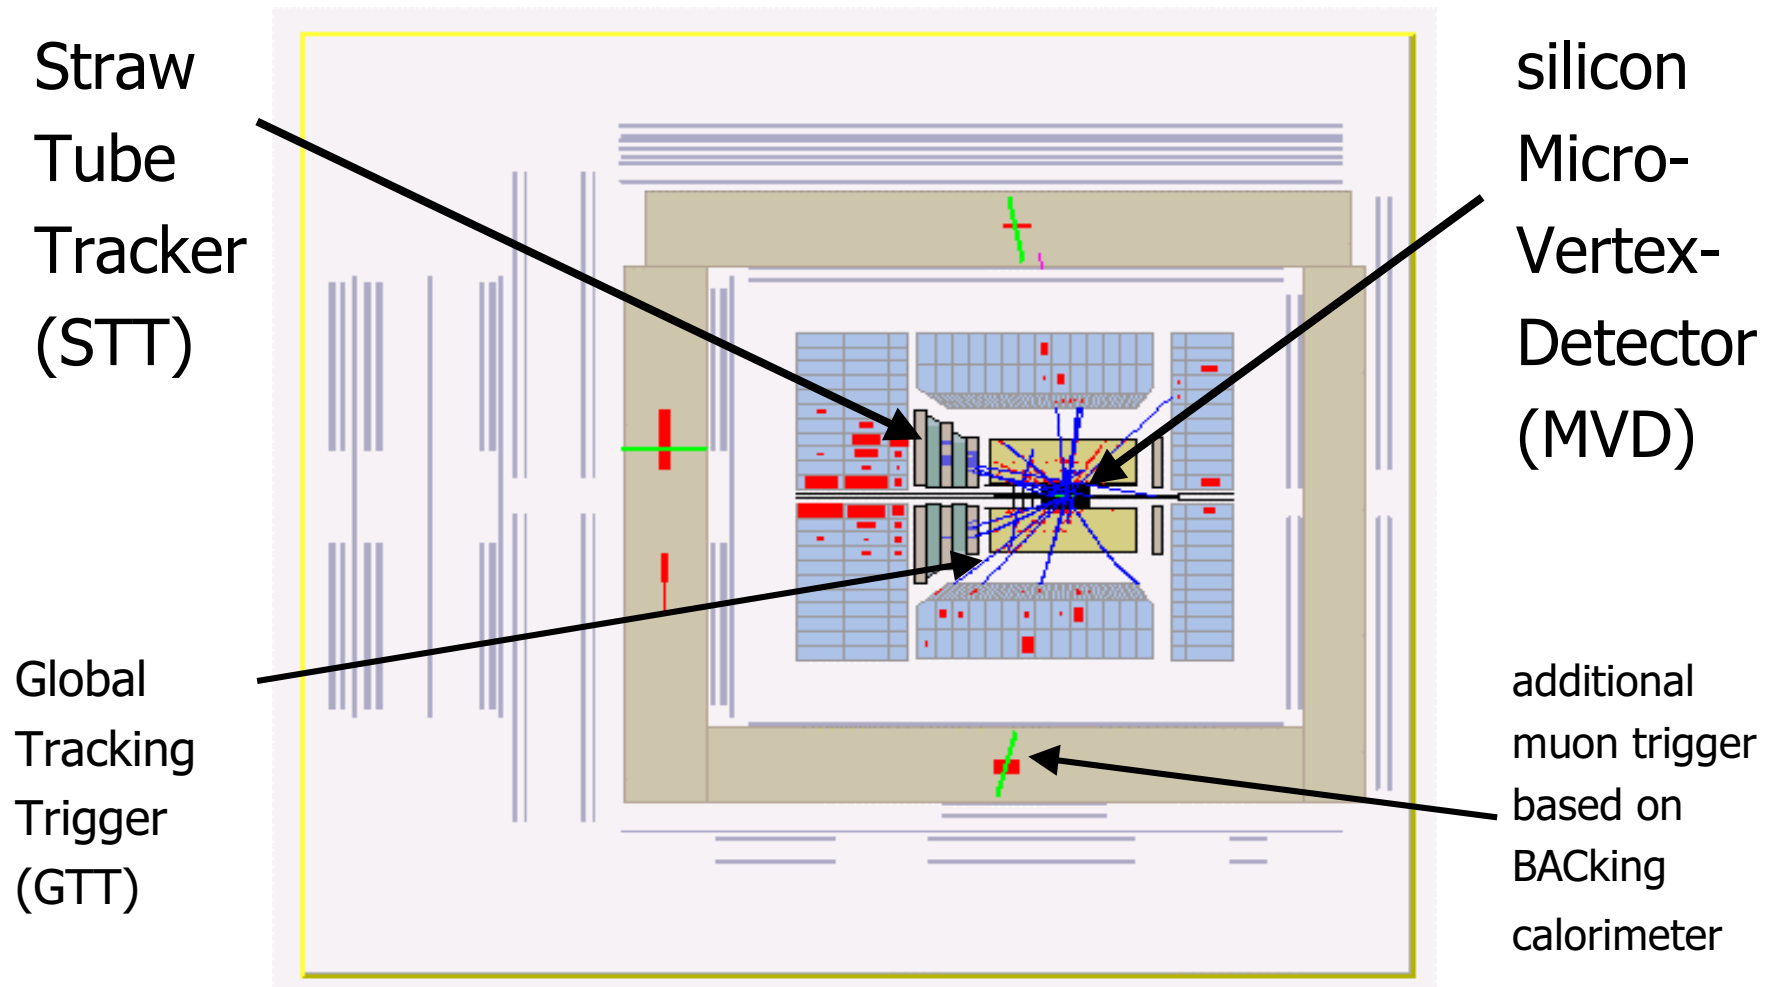 Straw
Tube
Tracker
(STT)
silicon
Micro-
Vertex-
Detector
(MVD)
Global
Tracking
Trigger
(GTT)
additional
muon trigger
based on
BACking
calorimeter